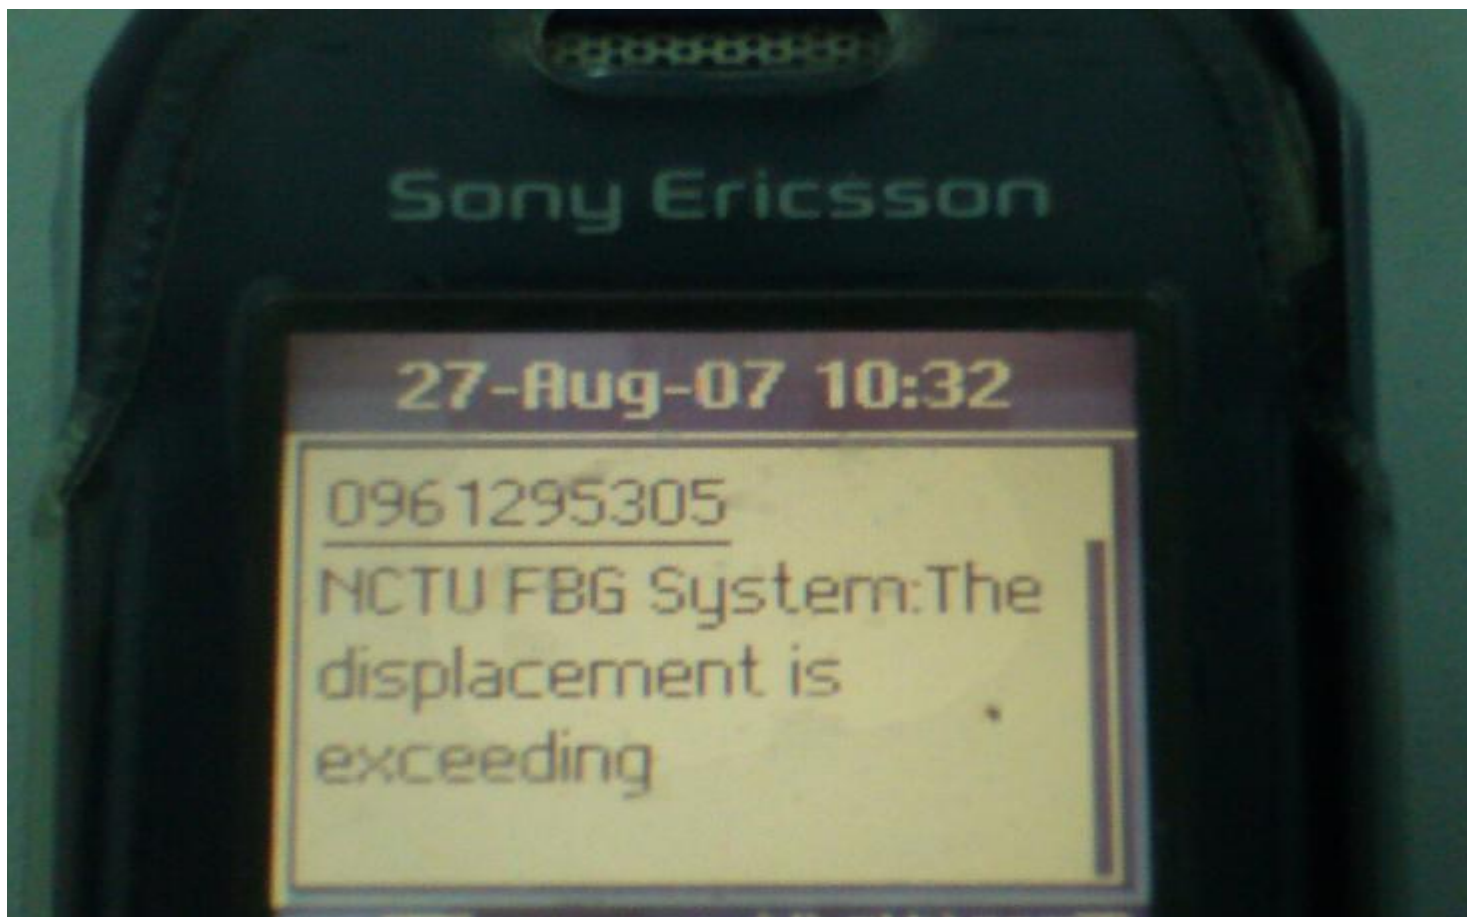 Sony Ericsson
27-Aug-07 10:32
0961295305
NCTU FBG System:The
displacement is
exceeding